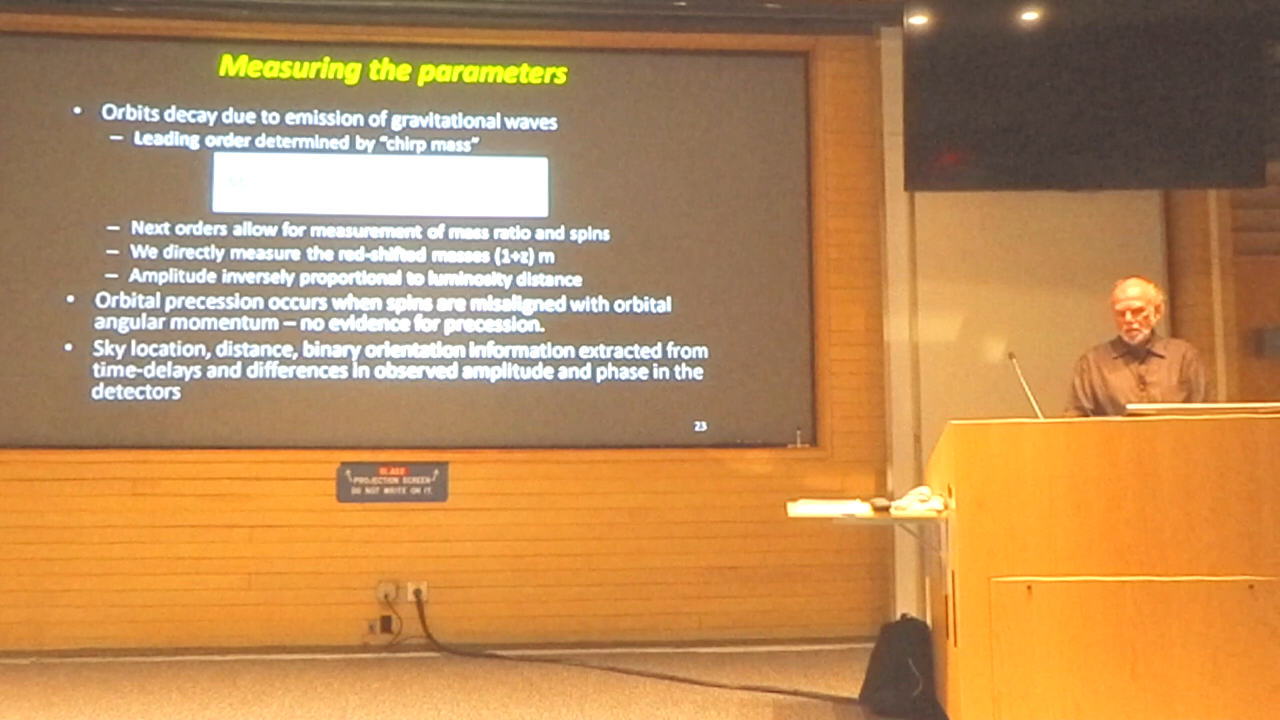 Measuring the parameters
• Orbits decay due to emission of gravitational waves
– Leading order determined by "chirp mass"
– Next orders allow for measurement of mass ratio and spins
– We directly measure the red-shifted masses (1+z) m
– Amplitude inversely proportional to luminosity distance
• Orbital precession occurs when spins are misaligned with orbital
angular momentum – no evidence for precession.
• Sky location, distance, binary orientation information extracted from
time-delays and differences in observed amplitude and phase in the
detectors
23
GLASS
PROJECTION SCREEN
DO NOT WRITE ON IT.